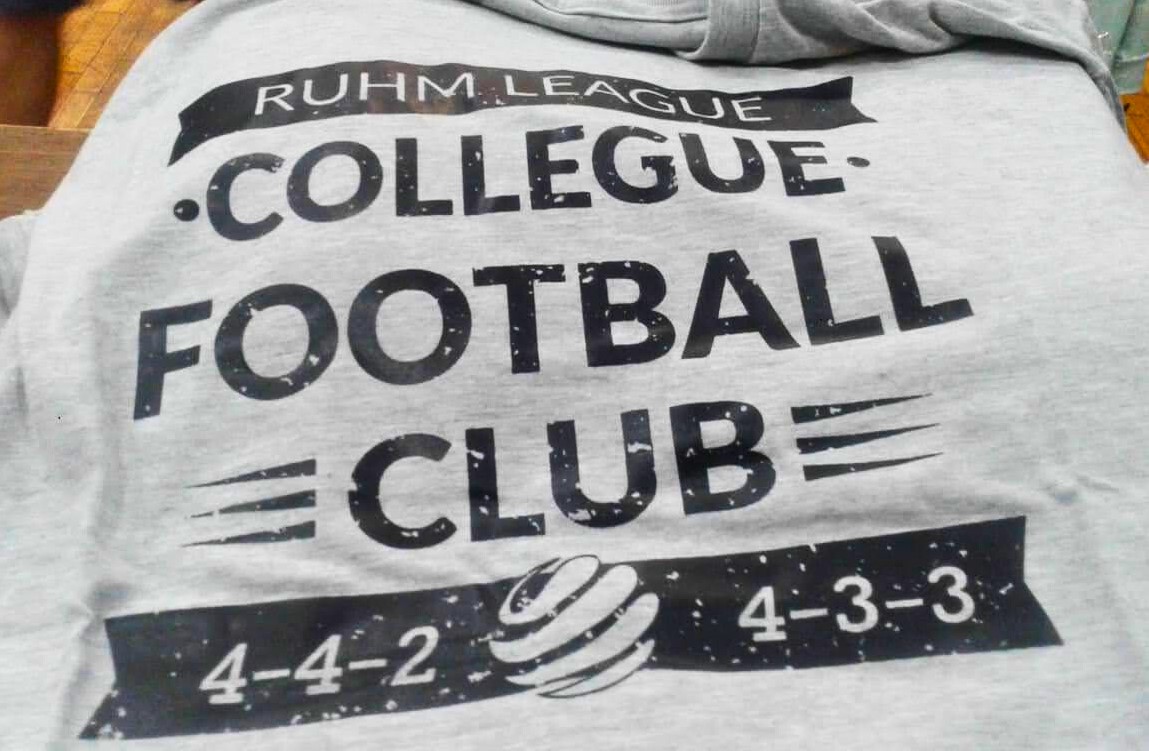 RUHM LEAGUE
·COLLEGUE·
FOOTBALL
CLUB
4-4-2 4-3-3